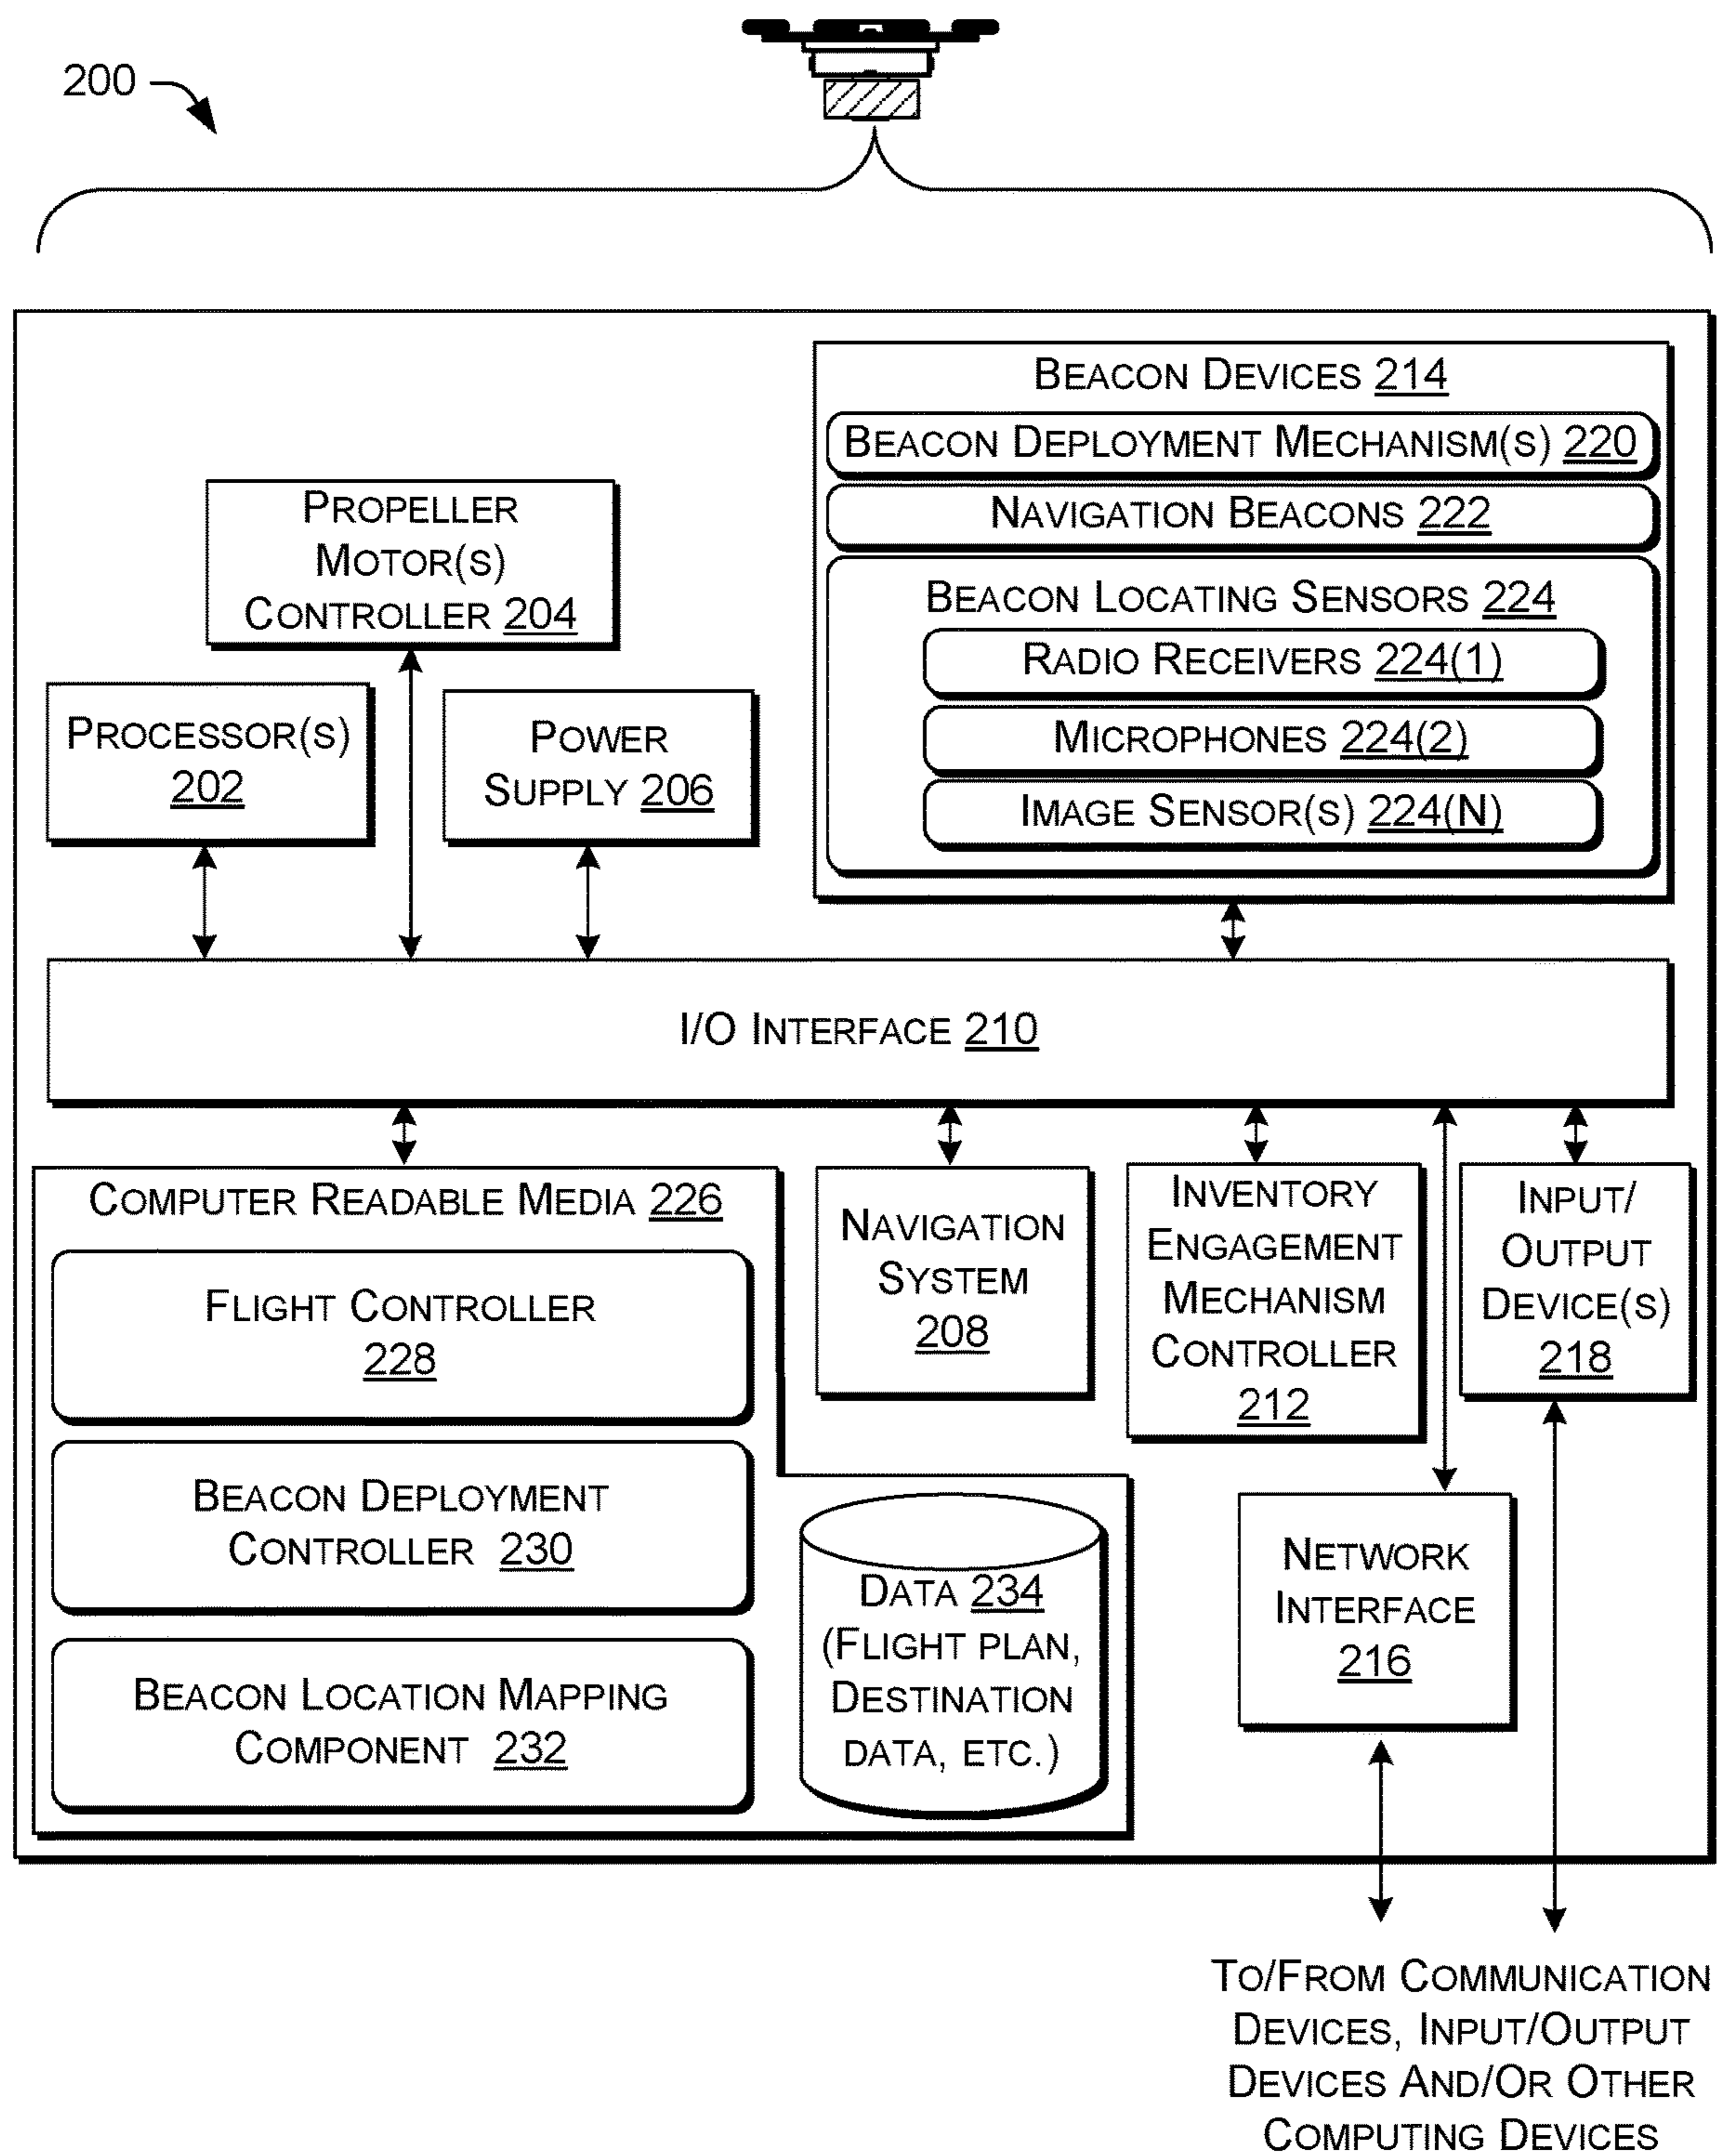 200
BEACON DEVICES 214
BEACON DEPLOYMENT MECHANISM(S) 220
NAVIGATION BEACONS 222
BEACON LOCATING SENSORS 224
RADIO RECEIVERS 224(1)
MICROPHONES 224(2)
IMAGE SENSOR(S) 224(N)
PROPELLER
MOTOR(S)
CONTROLLER 204
PROCESSOR(S)
202
POWER
SUPPLY 206
I/O INTERFACE 210
COMPUTER READABLE MEDIA 226
FLIGHT CONTROLLER
228
BEACON DEPLOYMENT
CONTROLLER 230
BEACON LOCATION MAPPING
COMPONENT 232
DATA 234
(FLIGHT PLAN,
DESTINATION
DATA, ETC.)
NAVIGATION
SYSTEM
208
INVENTORY
ENGAGEMENT
MECHANISM
CONTROLLER
212
INPUT/
OUTPUT
DEVICE(S)
218
NETWORK
INTERFACE
216
TO/FROM COMMUNICATION
DEVICES, INPUT/OUTPUT
DEVICES AND/OR OTHER
COMPUTING DEVICES